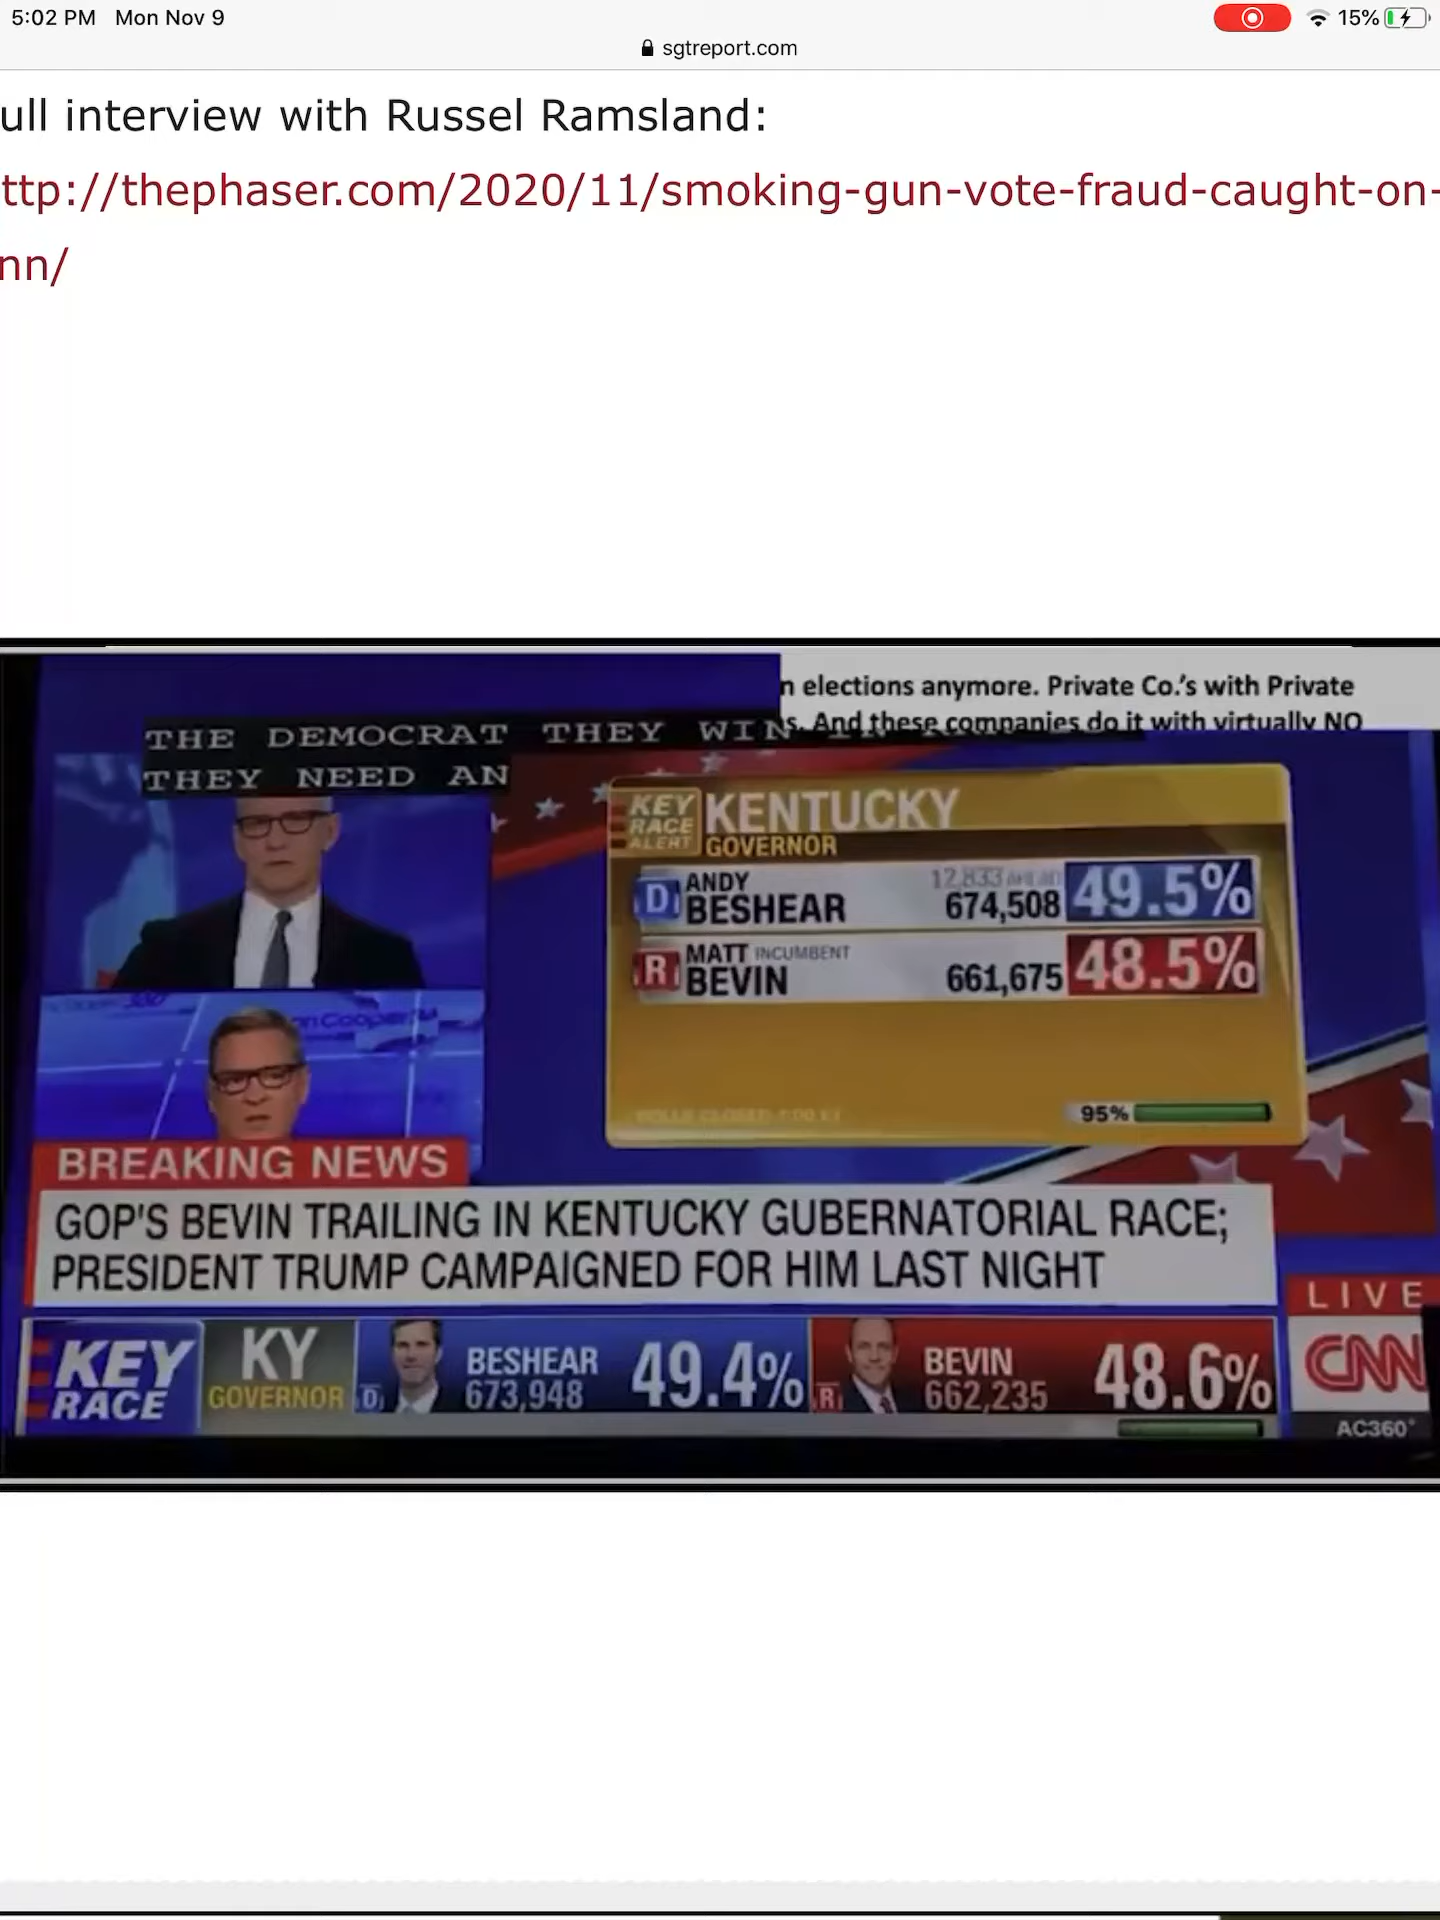 5:02 PM Mon Nov 9
15%
sgtreport.com
ull interview with Russel Ramsland:
ttp://thephaser.com/2020/11/smoking-gun-vote-fraud-caught-on-
nn/
n elections anymore. Private Co.'s with Private
s. And these companies do it with virtually NO
THE DEMOCRAT THEY WIN
THEY NEED AN
KEY RACE ALERT
KENTUCKY
GOVERNOR
D ANDY BESHEAR 12,833 AHEAD 674,508 49.5%
R MATT BEVIN INCUMBENT 661,675 48.5%
95%
BREAKING NEWS
GOP'S BEVIN TRAILING IN KENTUCKY GUBERNATORIAL RACE;
PRESIDENT TRUMP CAMPAIGNED FOR HIM LAST NIGHT
LIVE
CNN
AC360°
KEY RACE
KY GOVERNOR
D BESHEAR 673,948 49.4%
R BEVIN 662,235 48.6%